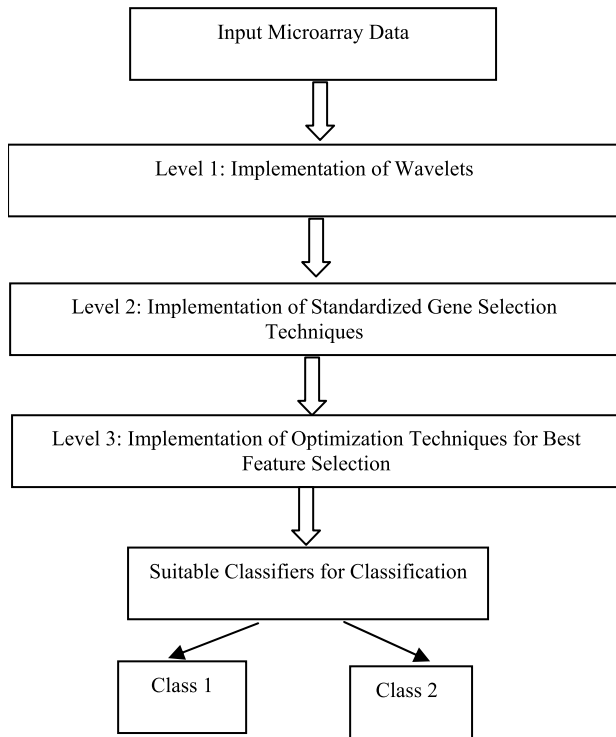 Input Microarray Data
Level 1: Implementation of Wavelets
Level 2: Implementation of Standardized Gene Selection
Techniques
Level 3: Implementation of Optimization Techniques for Best
Feature Selection
Suitable Classifiers for Classification
Class 1
Class 2